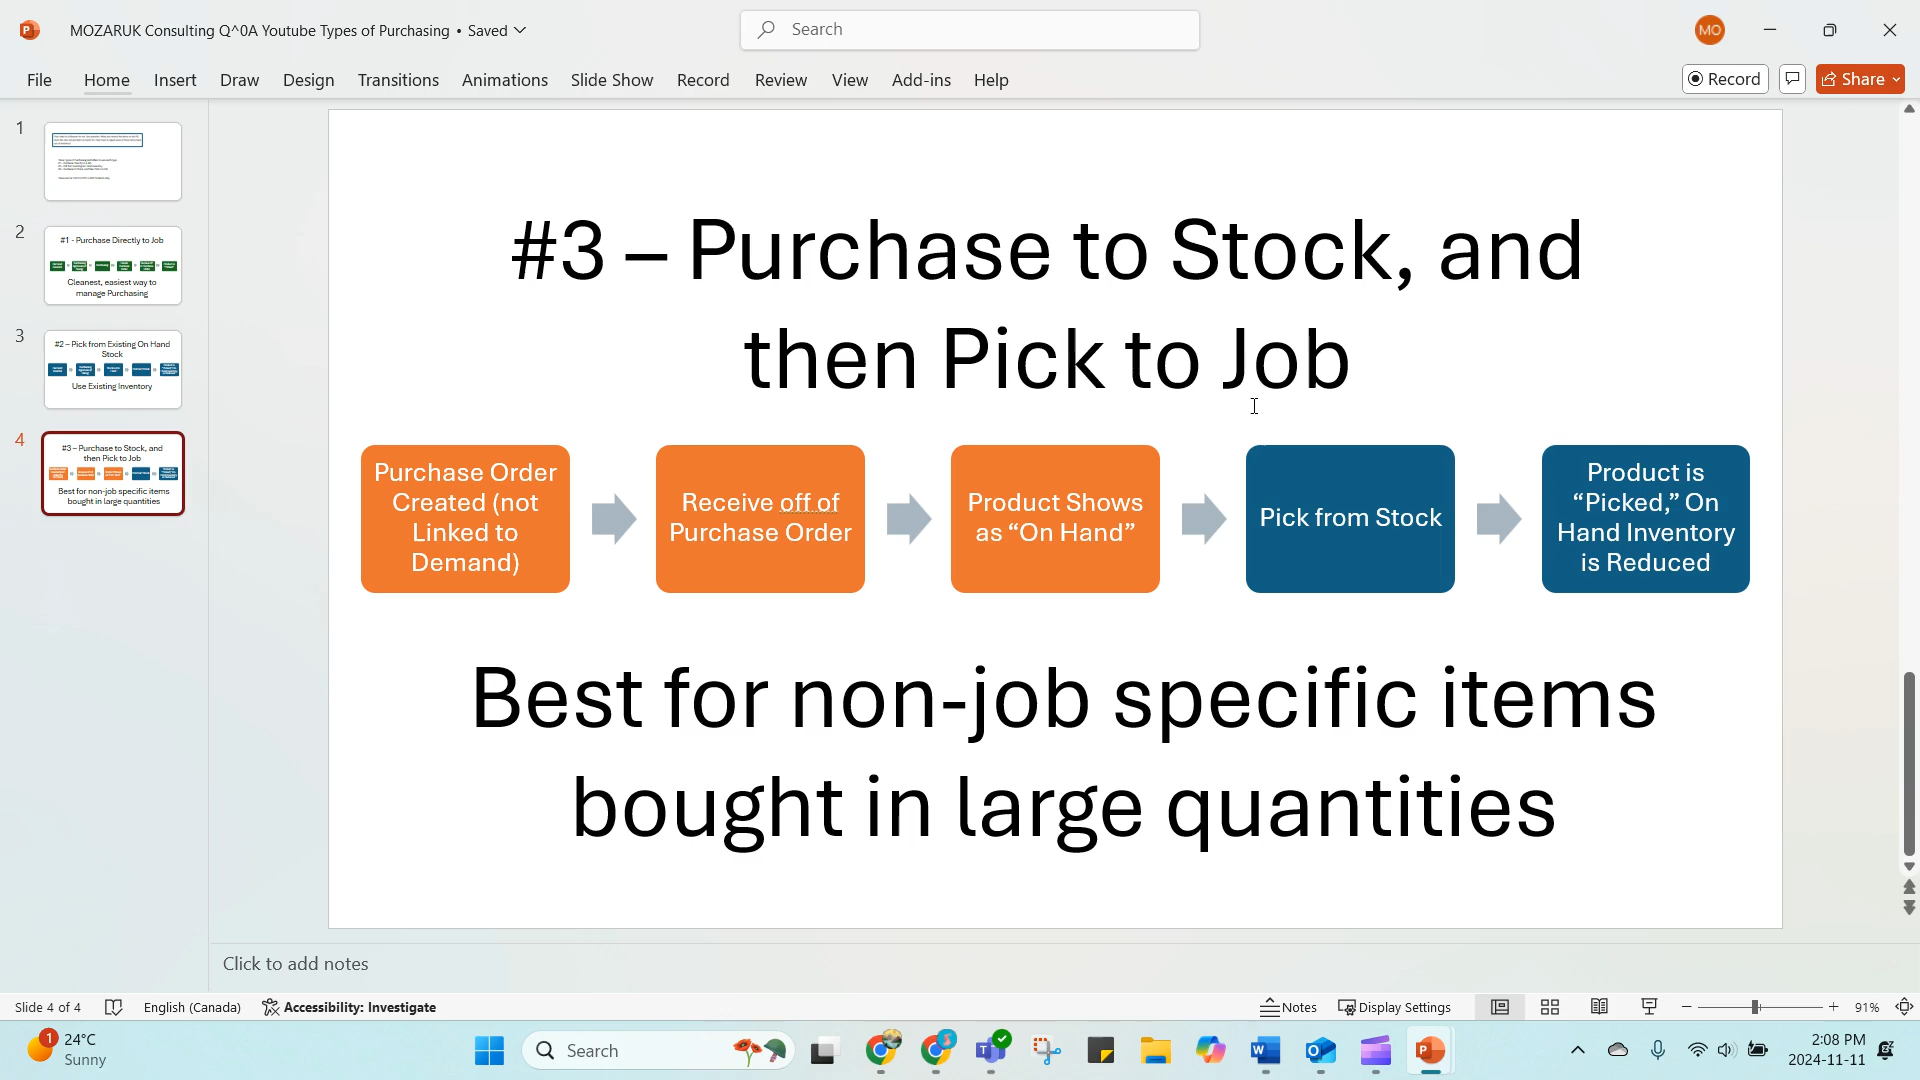 MOZARUK Consulting Q^0A Youtube Types of Purchasing • Saved
Search
MO
File Home Insert Draw Design Transitions Animations Slide Show Record Review View Add-ins Help
Record
Share
1
2
#1 - Purchase Directly to Job
Cleanest, easiest way to
manage Purchasing
3
#2 – Pick from Existing On Hand
Stock
Use Existing Inventory
4
#3 – Purchase to Stock, and
then Pick to Job
Best for non-job specific items
bought in large quantities
#3 – Purchase to Stock, and
then Pick to Job
Purchase Order
Created (not
Linked to
Demand)
Receive off of
Purchase Order
Product Shows
as “On Hand”
Pick from Stock
Product is
“Picked,” On
Hand Inventory
is Reduced
Best for non-job specific items
bought in large quantities
Click to add notes
Slide 4 of 4
English (Canada)
Accessibility: Investigate
Notes
Display Settings
91%
1
24°C
Sunny
Search
2:08 PM
2024-11-11